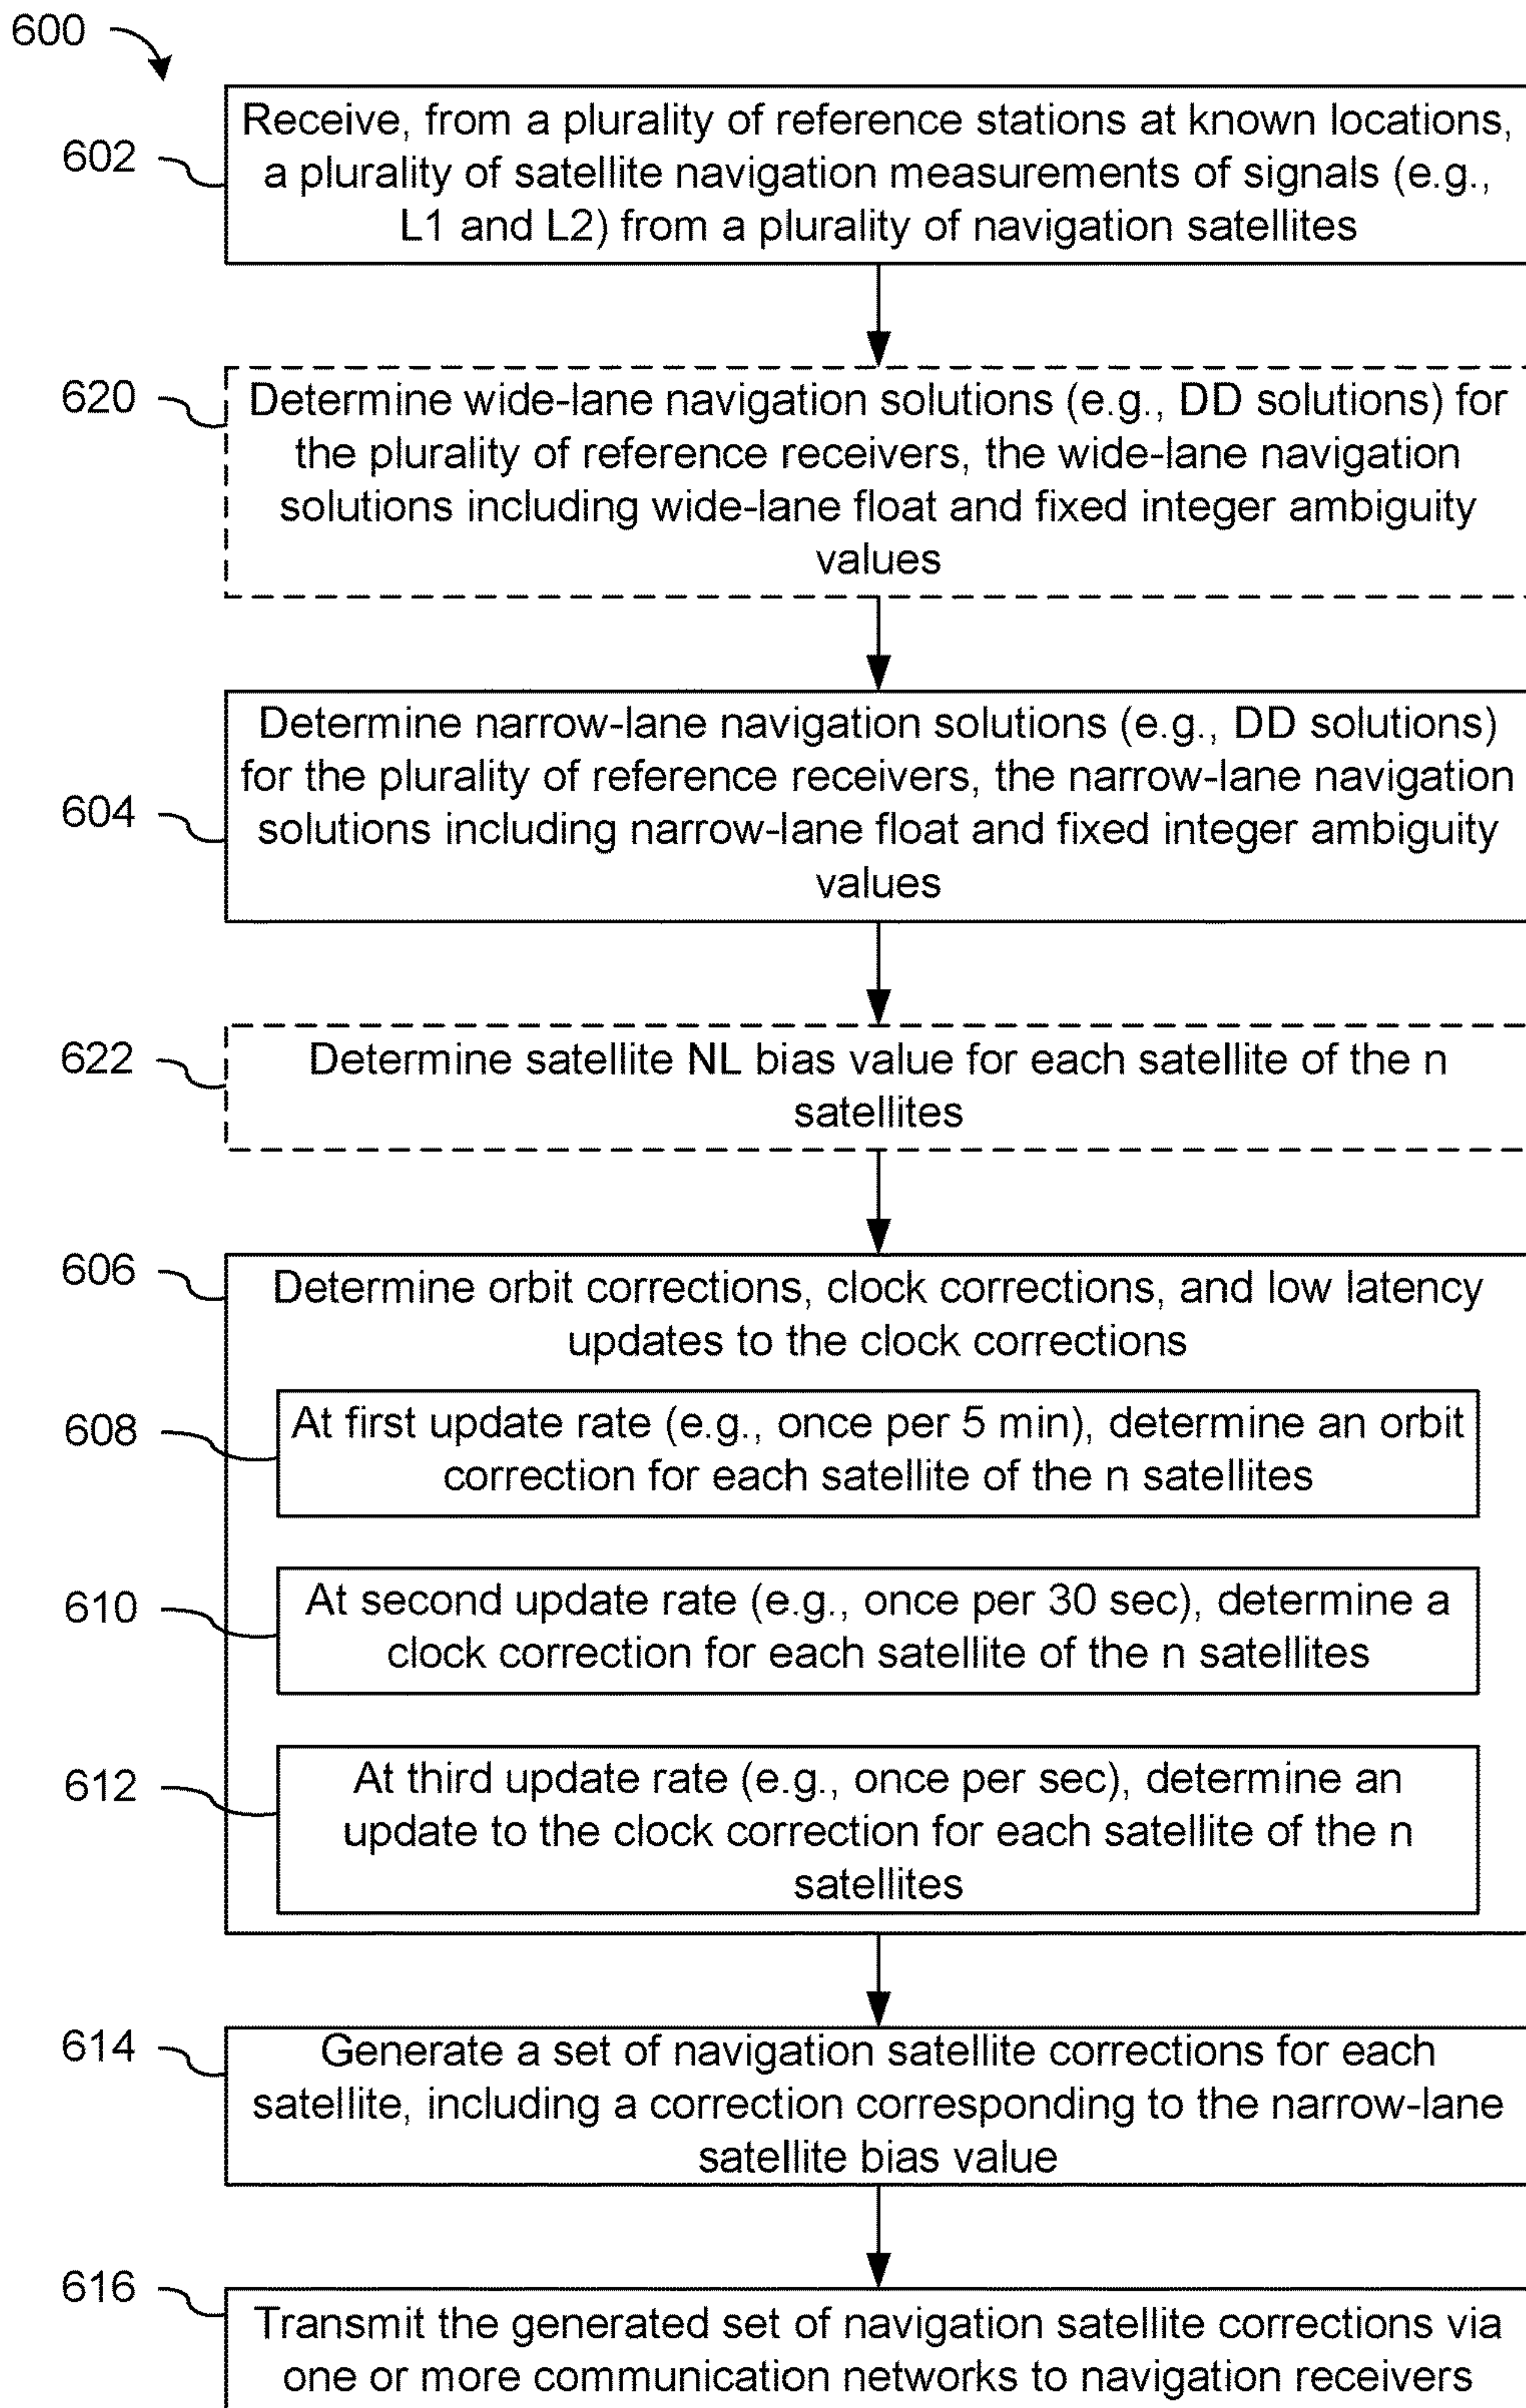 600
602
Receive, from a plurality of reference stations at known locations,
a plurality of satellite navigation measurements of signals (e.g.,
L1 and L2) from a plurality of navigation satellites
620
Determine wide-lane navigation solutions (e.g., DD solutions) for
the plurality of reference receivers, the wide-lane navigation
solutions including wide-lane float and fixed integer ambiguity
values
604
Determine narrow-lane navigation solutions (e.g., DD solutions)
for the plurality of reference receivers, the narrow-lane navigation
solutions including narrow-lane float and fixed integer ambiguity
values
622
Determine satellite NL bias value for each satellite of the n
satellites
606
Determine orbit corrections, clock corrections, and low latency
updates to the clock corrections
608
At first update rate (e.g., once per 5 min), determine an orbit
correction for each satellite of the n satellites
610
At second update rate (e.g., once per 30 sec), determine a
clock correction for each satellite of the n satellites
612
At third update rate (e.g., once per sec), determine an
update to the clock correction for each satellite of the n
satellites
614
Generate a set of navigation satellite corrections for each
satellite, including a correction corresponding to the narrow-lane
satellite bias value
616
Transmit the generated set of navigation satellite corrections via
one or more communication networks to navigation receivers